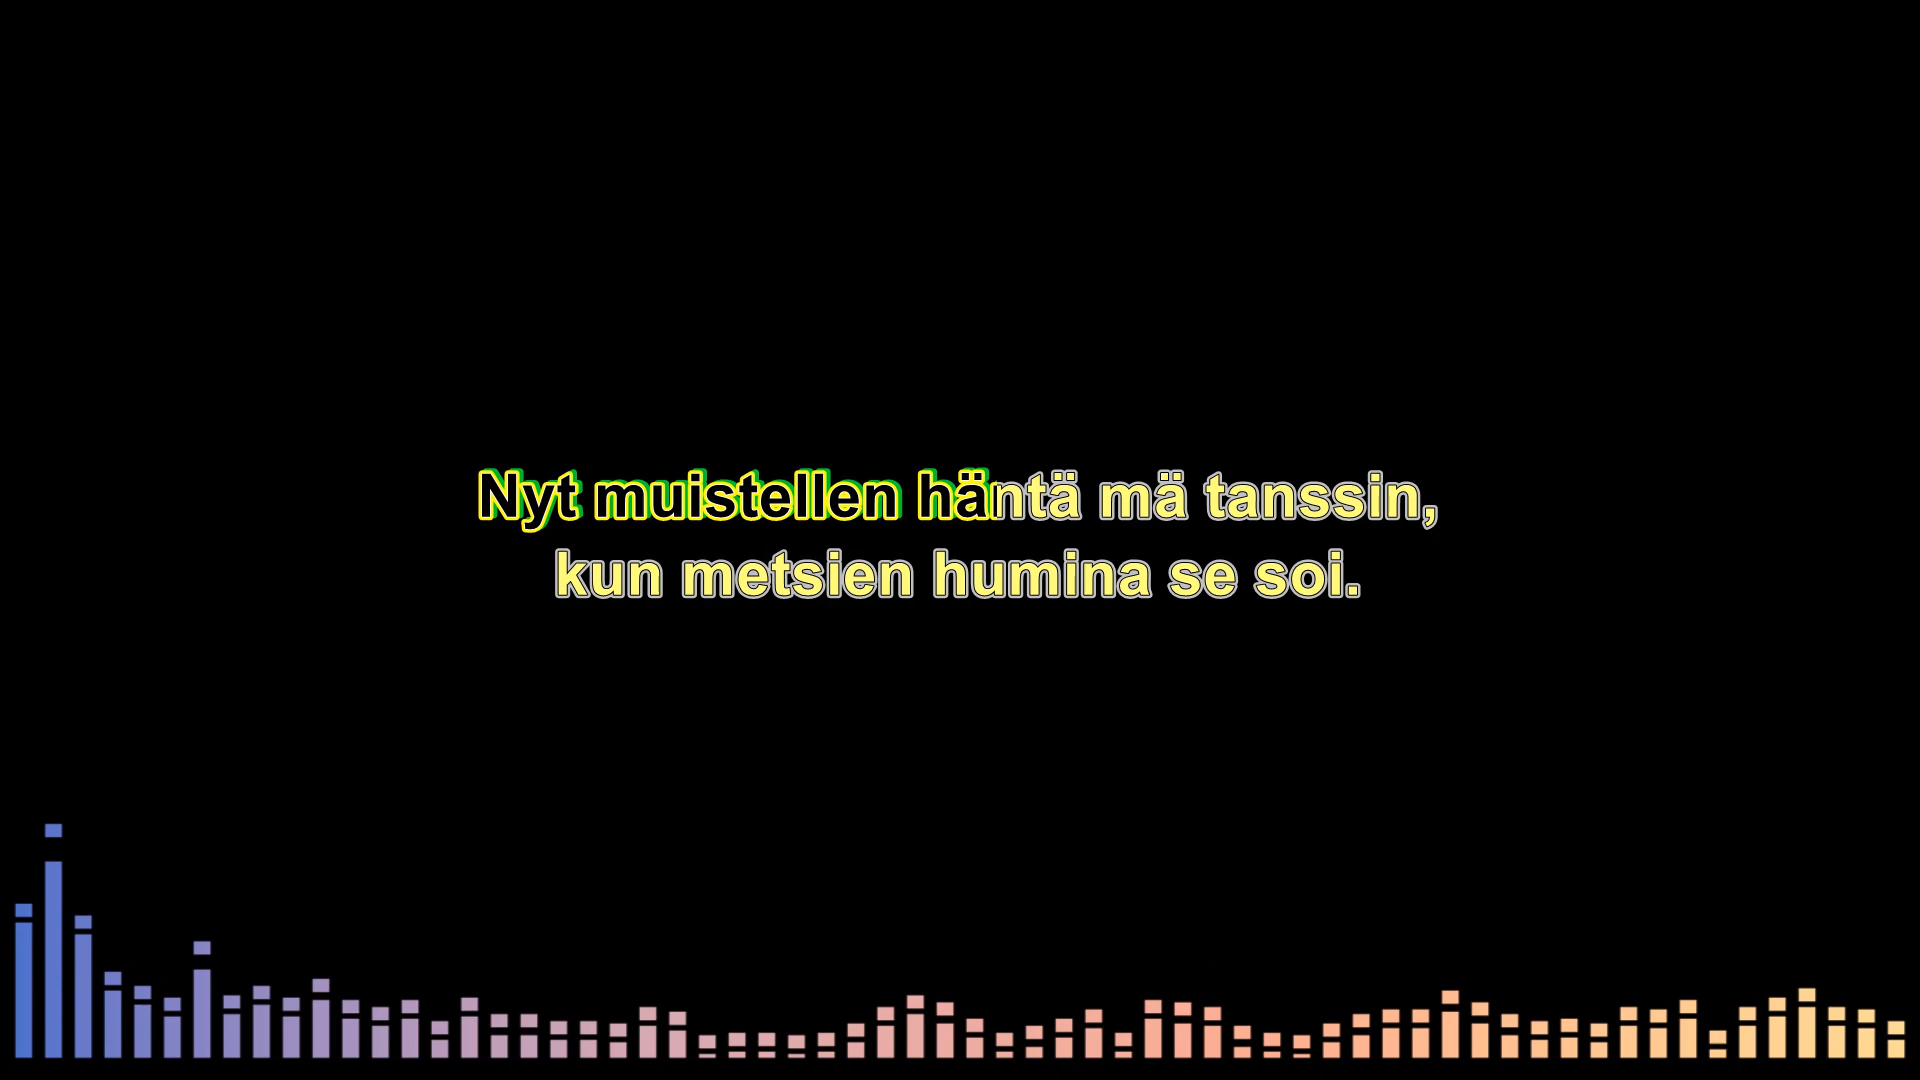 Nyt muistellen häntä mä tanssin,
kun metsien humina se soi.